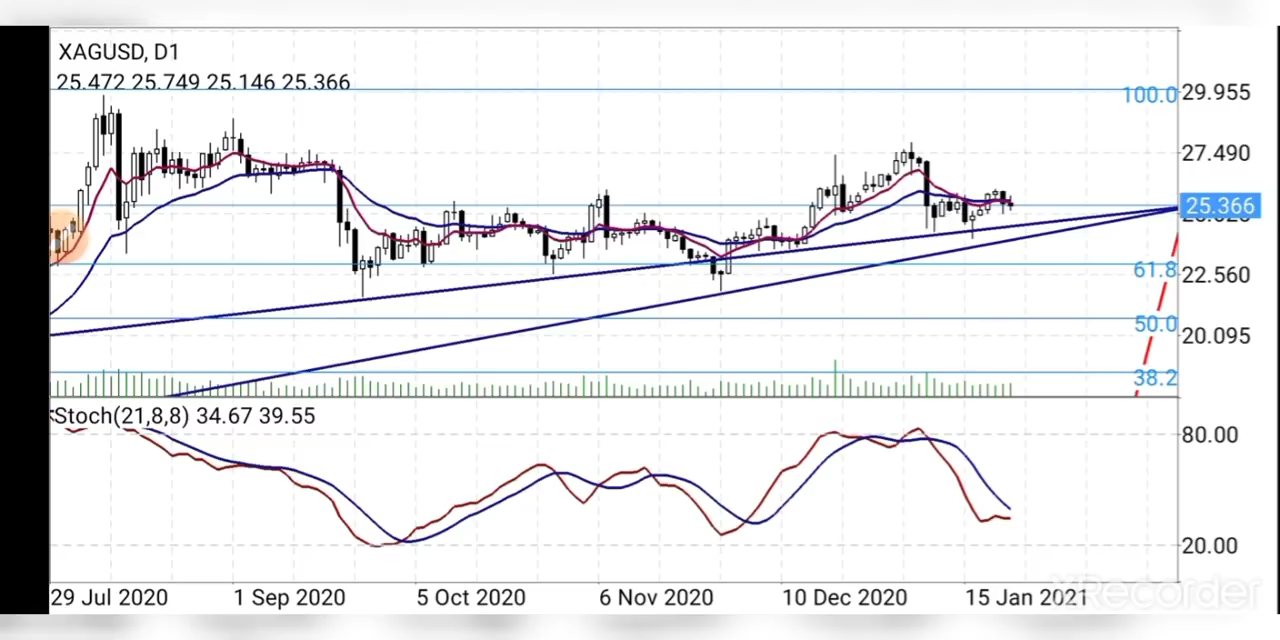 XAGUSD, D1
25.472 25.749 25.146 25.366
100.0
29.955
27.490
25.366
61.8
22.560
50.0
20.095
38.2
Stoch(21,8,8) 34.67 39.55
80.00
20.00
29 Jul 2020
1 Sep 2020
5 Oct 2020
6 Nov 2020
10 Dec 2020
15 Jan 2021
XRecorder